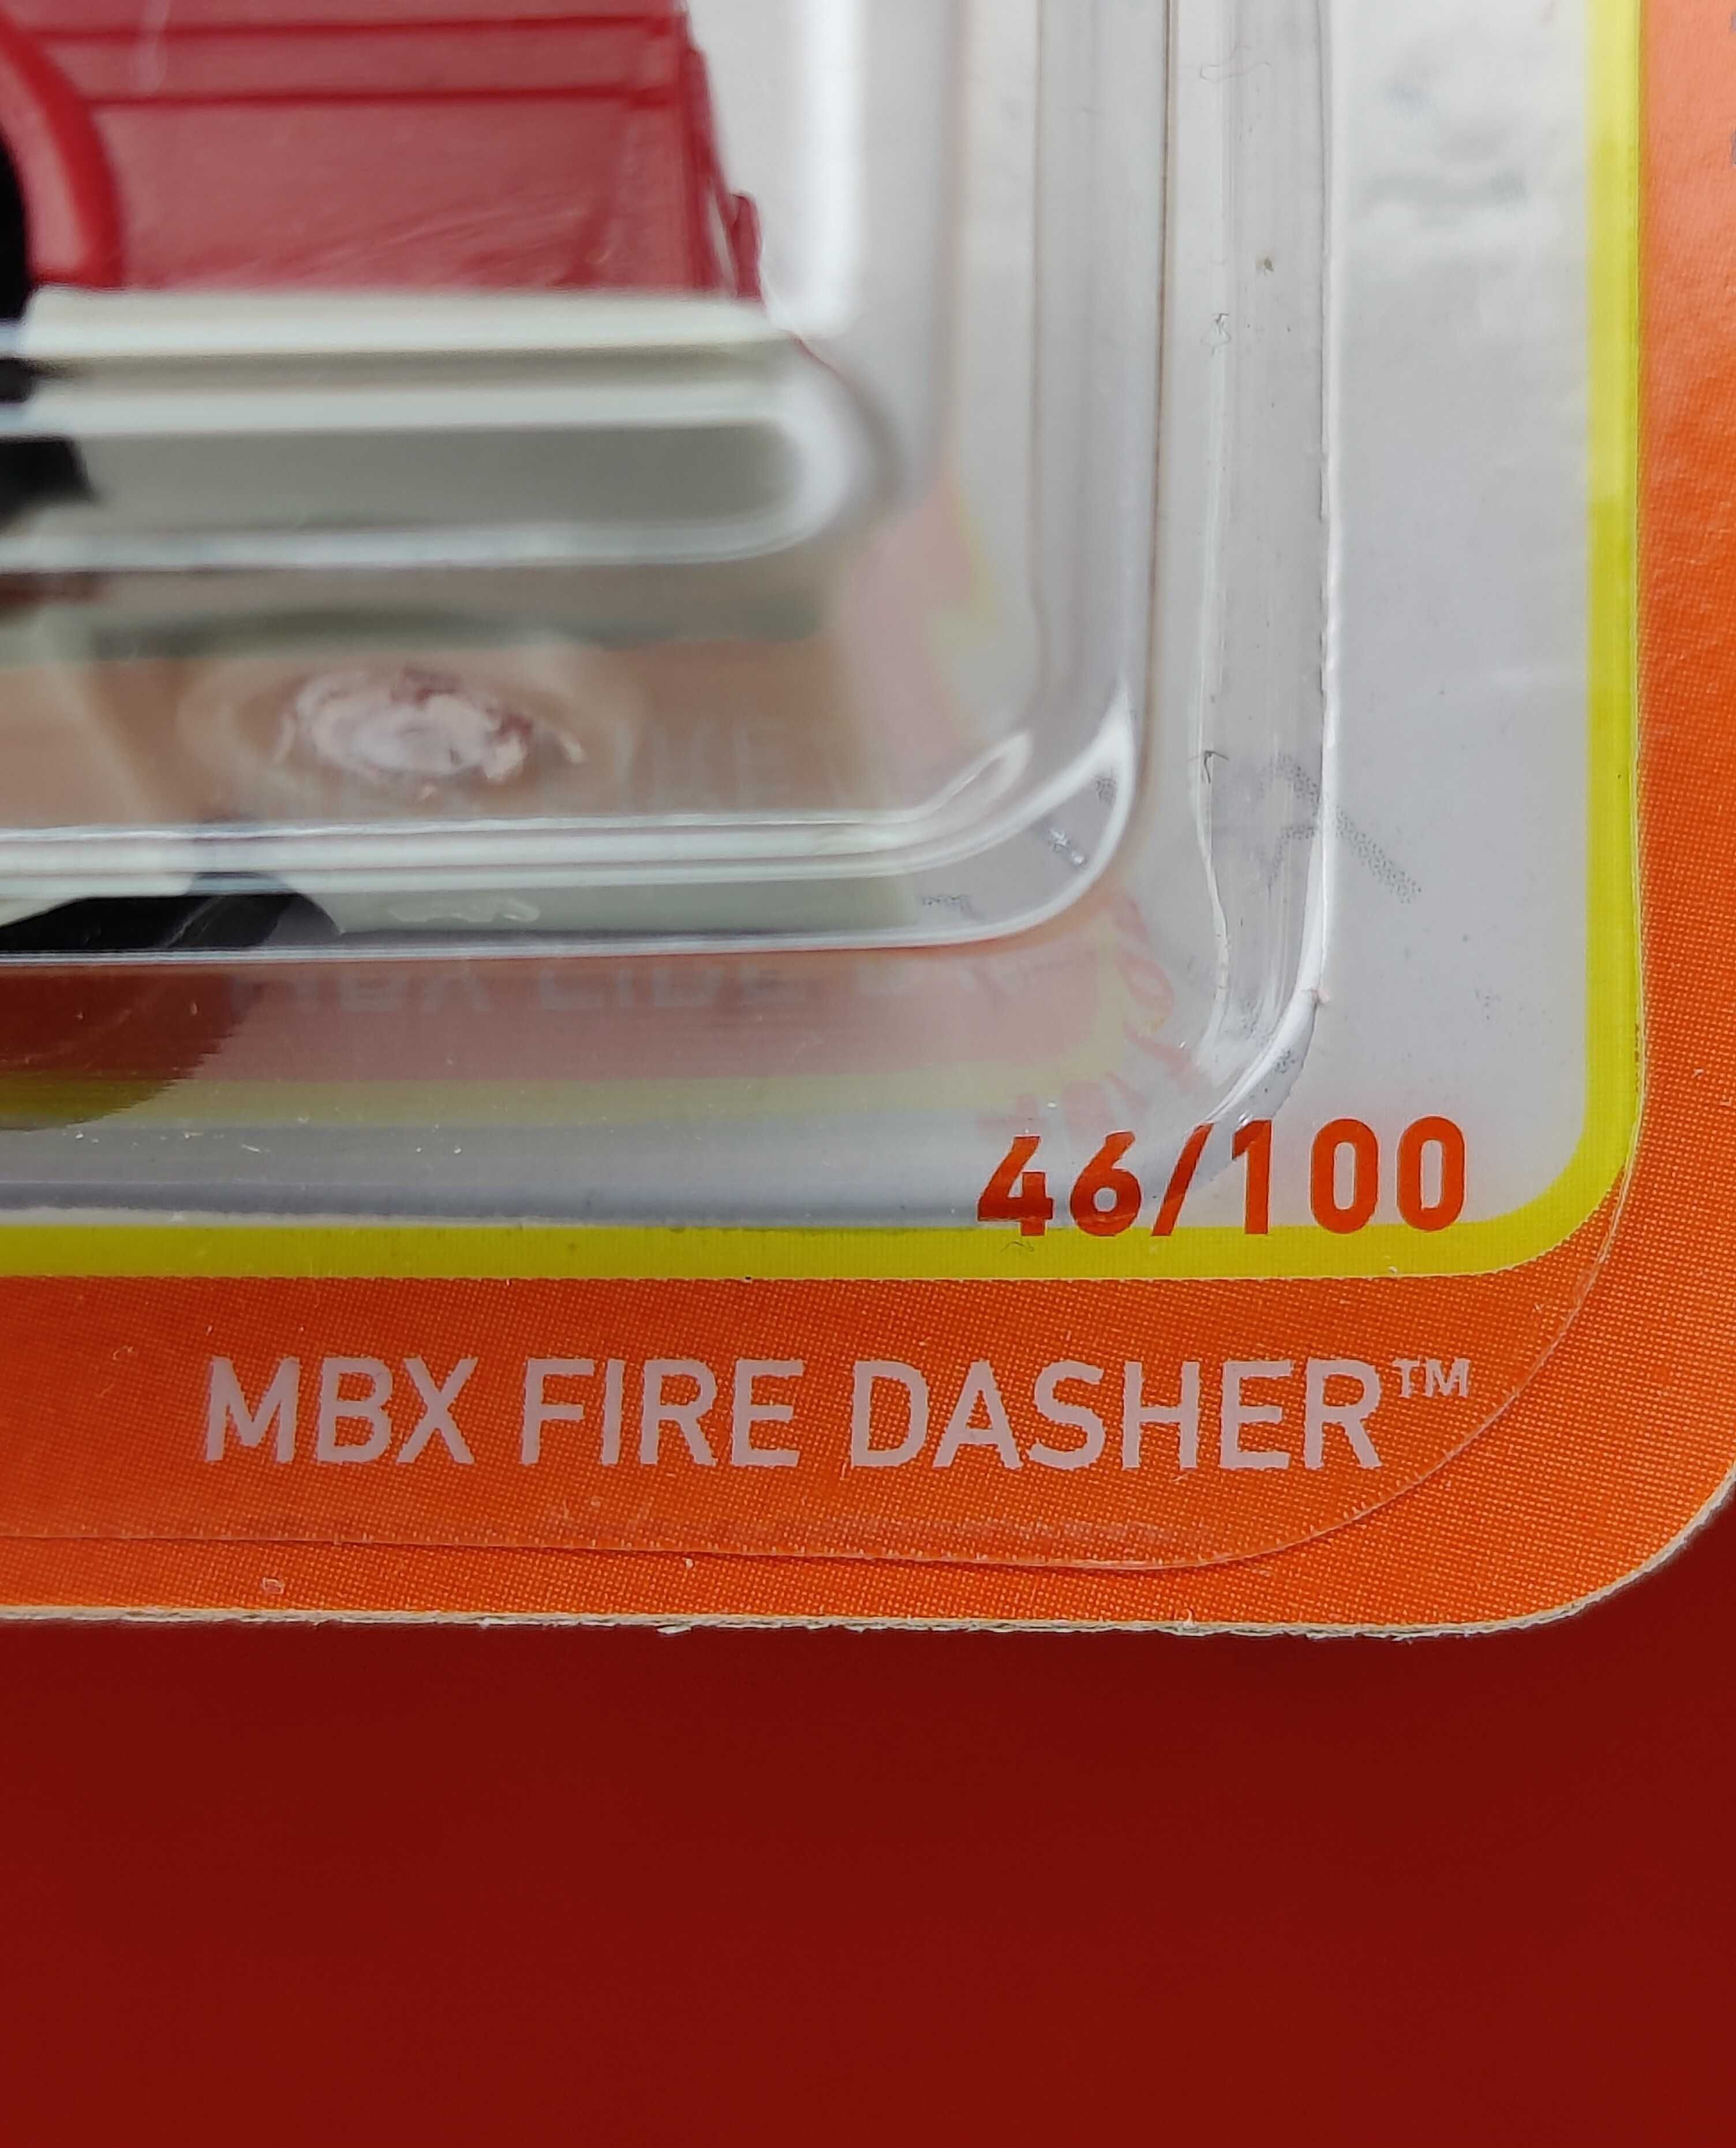 46/100
MBX FIRE DASHER™